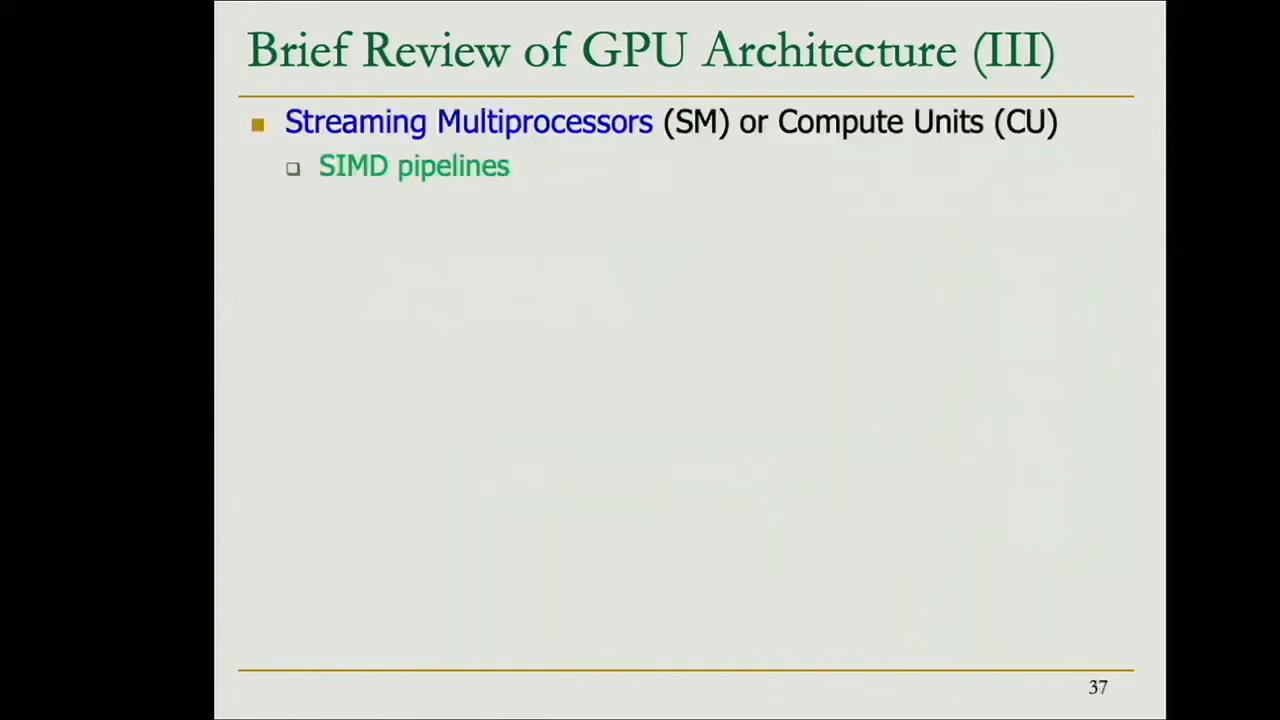 Brief Review of GPU Architecture (III)
Streaming Multiprocessors (SM) or Compute Units (CU)
SIMD pipelines
37